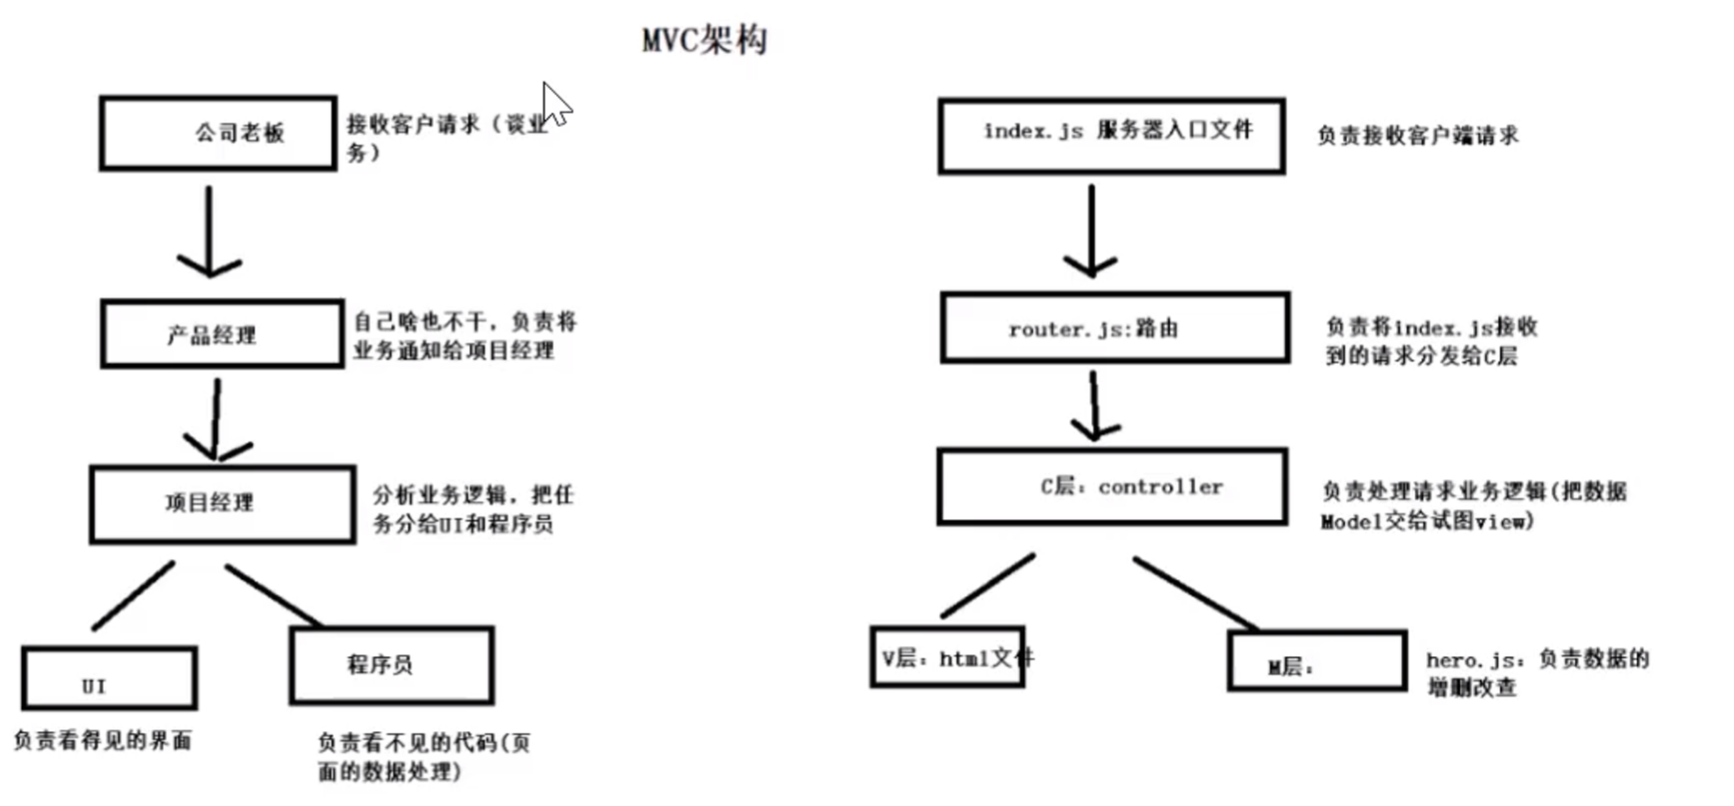 MVC架构
公司老板
接收客户请求（谈业
务）
index.js 服务器入口文件
负责接收客户端请求
产品经理
自己啥也不干，负责将
业务通知给项目经理
router.js:路由
负责将index.js接收
到的请求分发给C层
项目经理
分析业务逻辑，把任
务分给UI和程序员
C层：controller
负责处理请求业务逻辑(把数据
Model交给试图view)
UI
负责看得见的界面
程序员
负责看不见的代码(页
面的数据处理)
V层：html文件
M层：
hero.js：负责数据的
增删改查